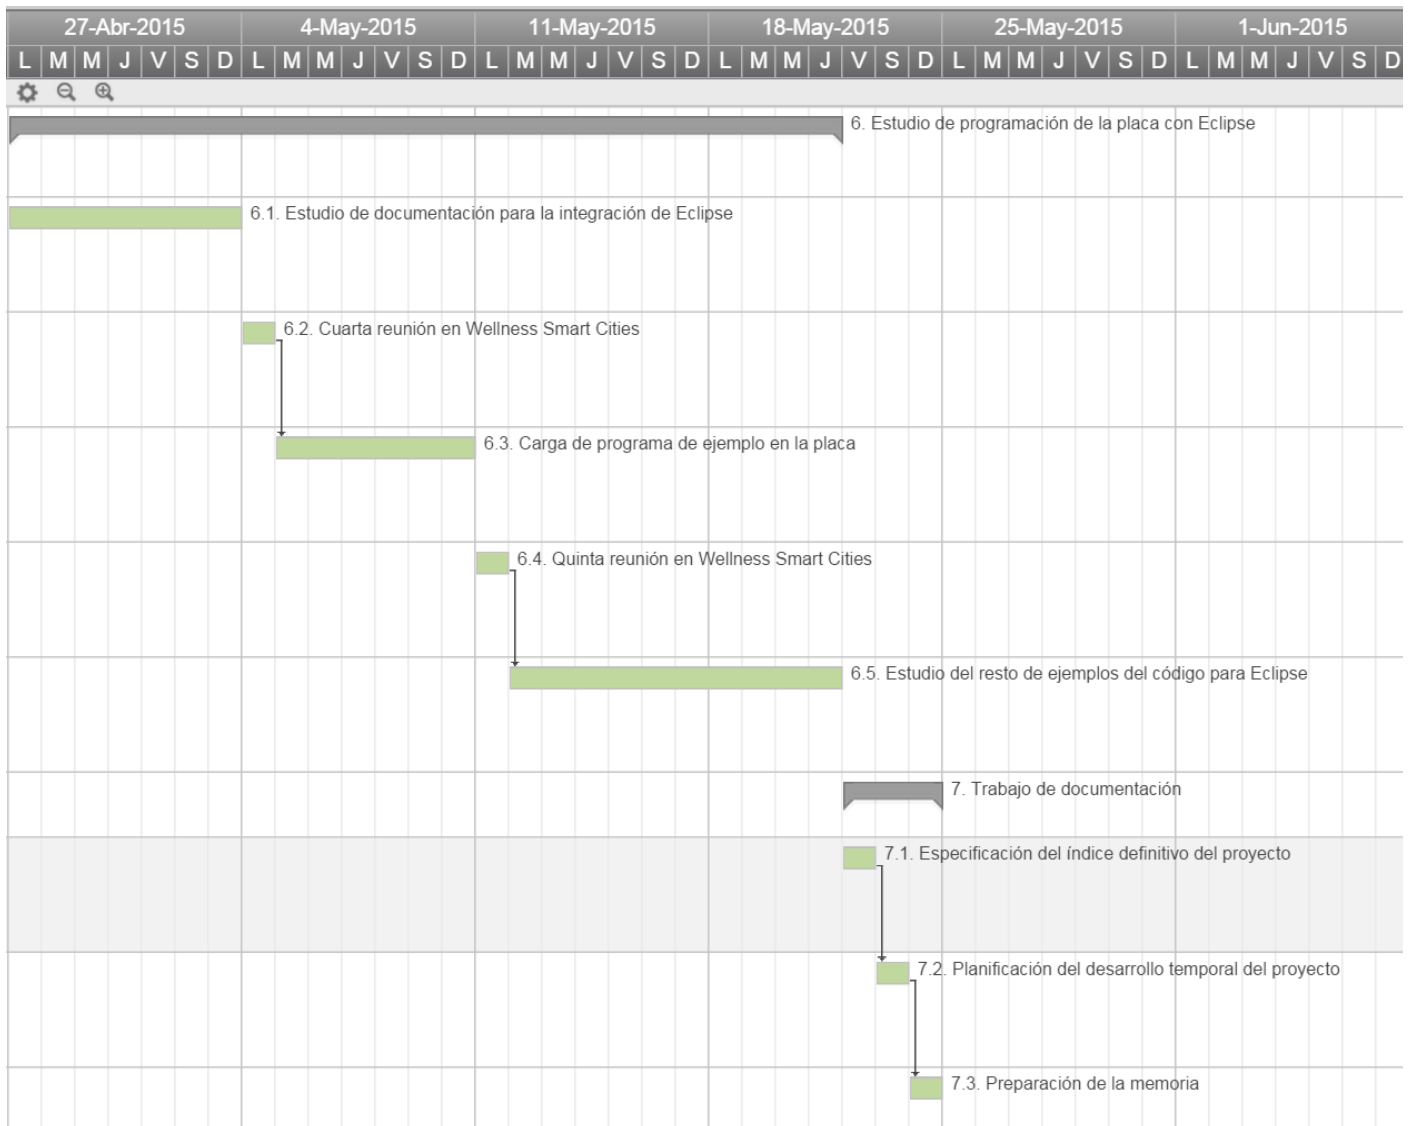 27-Abr-2015 4-May-2015 11-May-2015 18-May-2015 25-May-2015 1-Jun-2015
L M M J V S D L M M J V S D L M M J V S D L M M J V S D L M M J V S D L M M J V S D
6. Estudio de programación de la placa con Eclipse
6.1. Estudio de documentación para la integración de Eclipse
6.2. Cuarta reunión en Wellness Smart Cities
6.3. Carga de programa de ejemplo en la placa
6.4. Quinta reunión en Wellness Smart Cities
6.5. Estudio del resto de ejemplos del código para Eclipse
7. Trabajo de documentación
7.1. Especificación del índice definitivo del proyecto
7.2. Planificación del desarrollo temporal del proyecto
7.3. Preparación de la memoria